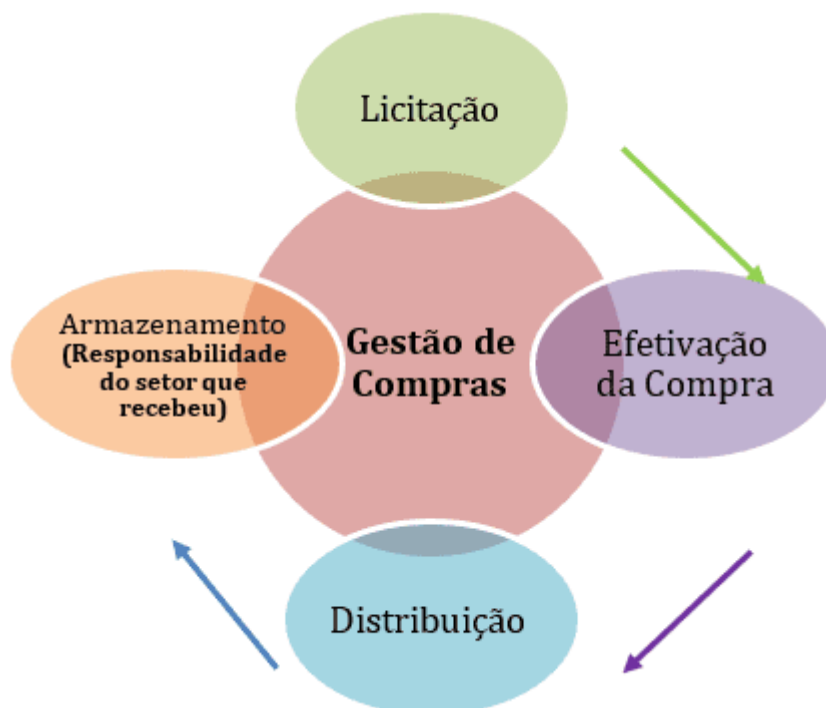 Licitação
Armazenamento
(Responsabilidade
do setor que
recebeu)
Gestão de
Compras
Efetivação
da Compra
Distribuição